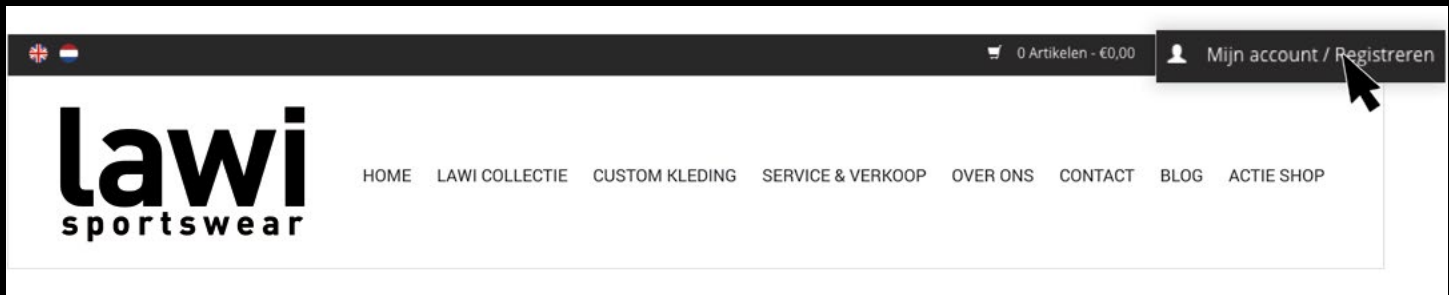 0 Artikelen - €0,00
Mijn account / Registreren
lawi
sportswear
HOME LAWI COLLECTIE CUSTOM KLEDING SERVICE & VERKOOP OVER ONS CONTACT BLOG ACTIE SHOP